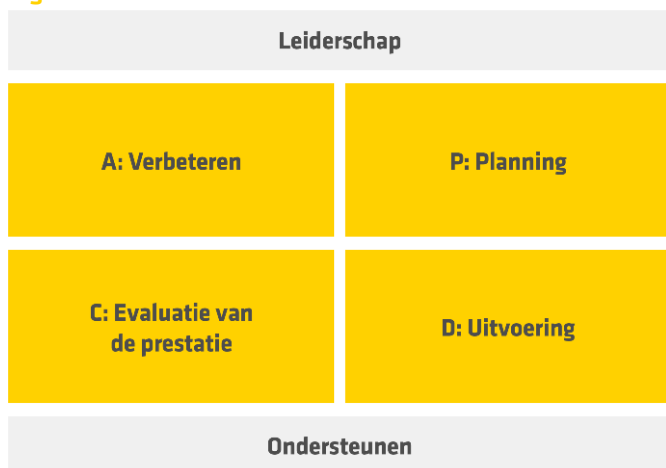 Leiderschap
A: Verbeteren
P: Planning
C: Evaluatie van
de prestatie
D: Uitvoering
Ondersteunen